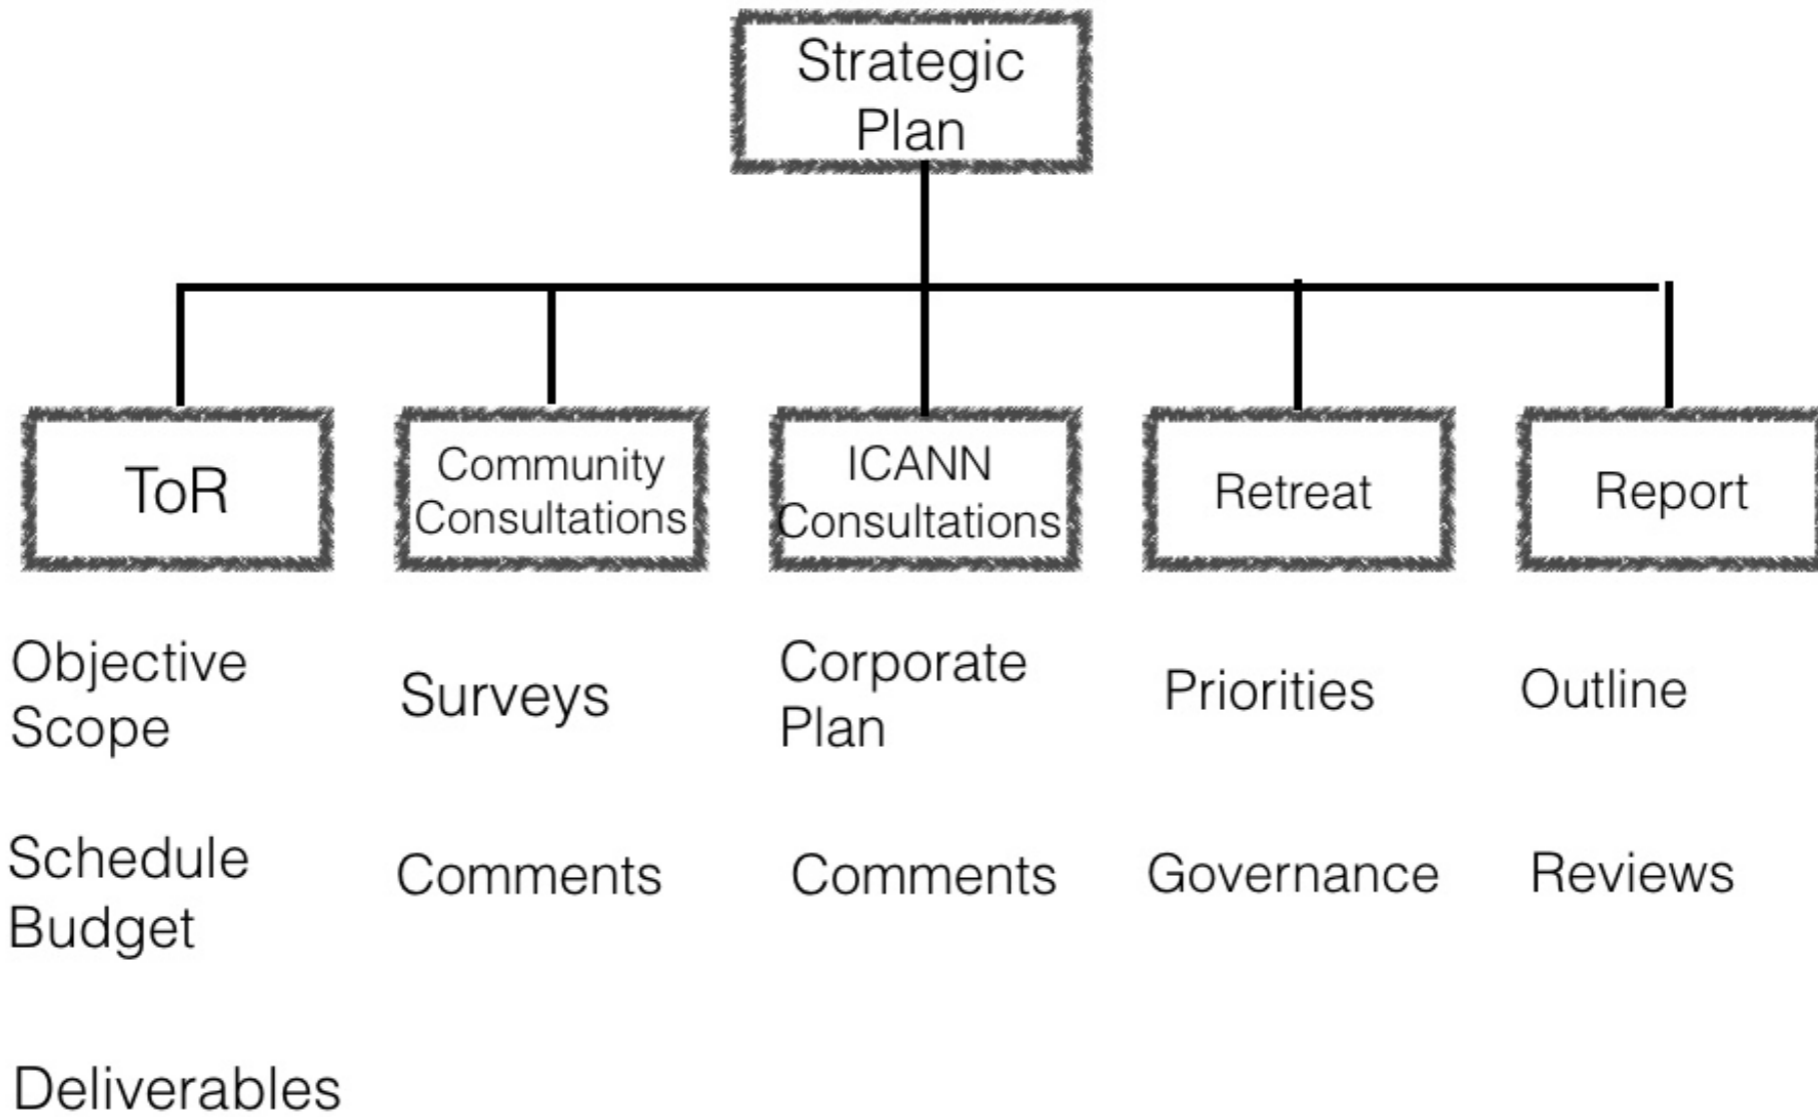 Strategic
Plan
ToR
Community
Consultations
ICANN
Consultations
Retreat
Report
Objective
Scope
Surveys
Corporate
Plan
Priorities
Outline
Schedule
Budget
Comments
Comments
Governance
Reviews
Deliverables